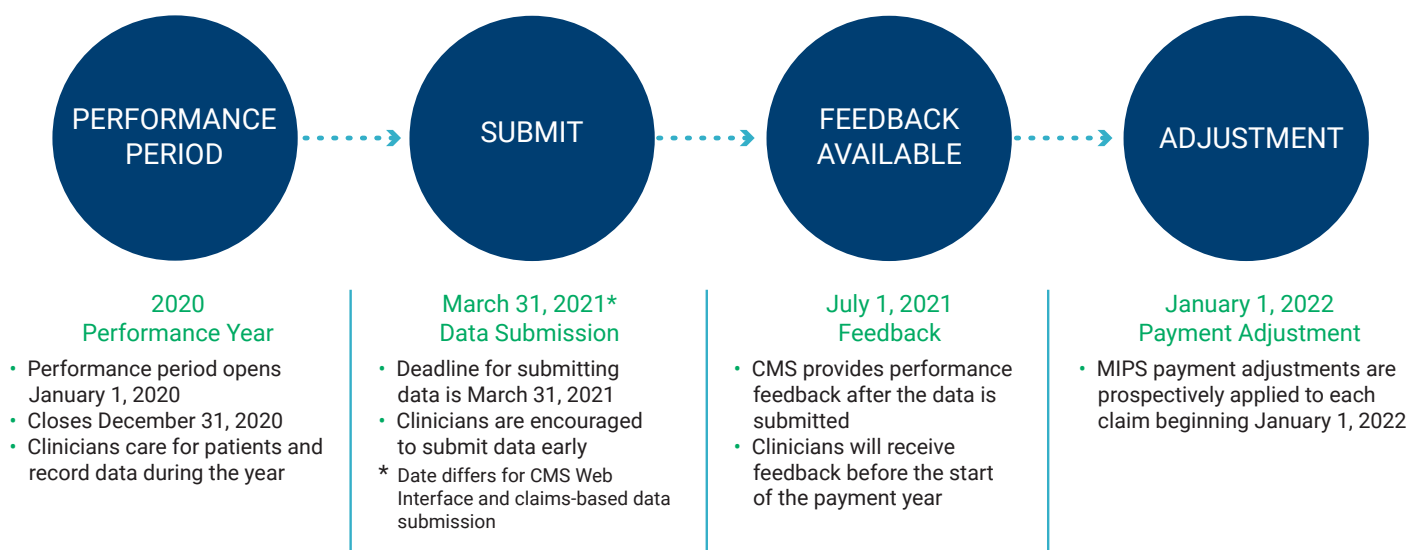 PERFORMANCE
PERIOD
SUBMIT
FEEDBACK
AVAILABLE
ADJUSTMENT
2020
Performance Year
• Performance period opens
January 1, 2020
• Closes December 31, 2020
• Clinicians care for patients and
record data during the year
March 31, 2021*
Data Submission
• Deadline for submitting
data is March 31, 2021
• Clinicians are encouraged
to submit data early
* Date differs for CMS Web
Interface and claims-based data
submission
July 1, 2021
Feedback
• CMS provides performance
feedback after the data is
submitted
• Clinicians will receive
feedback before the start
of the payment year
January 1, 2022
Payment Adjustment
• MIPS payment adjustments are
prospectively applied to each
claim beginning January 1, 2022